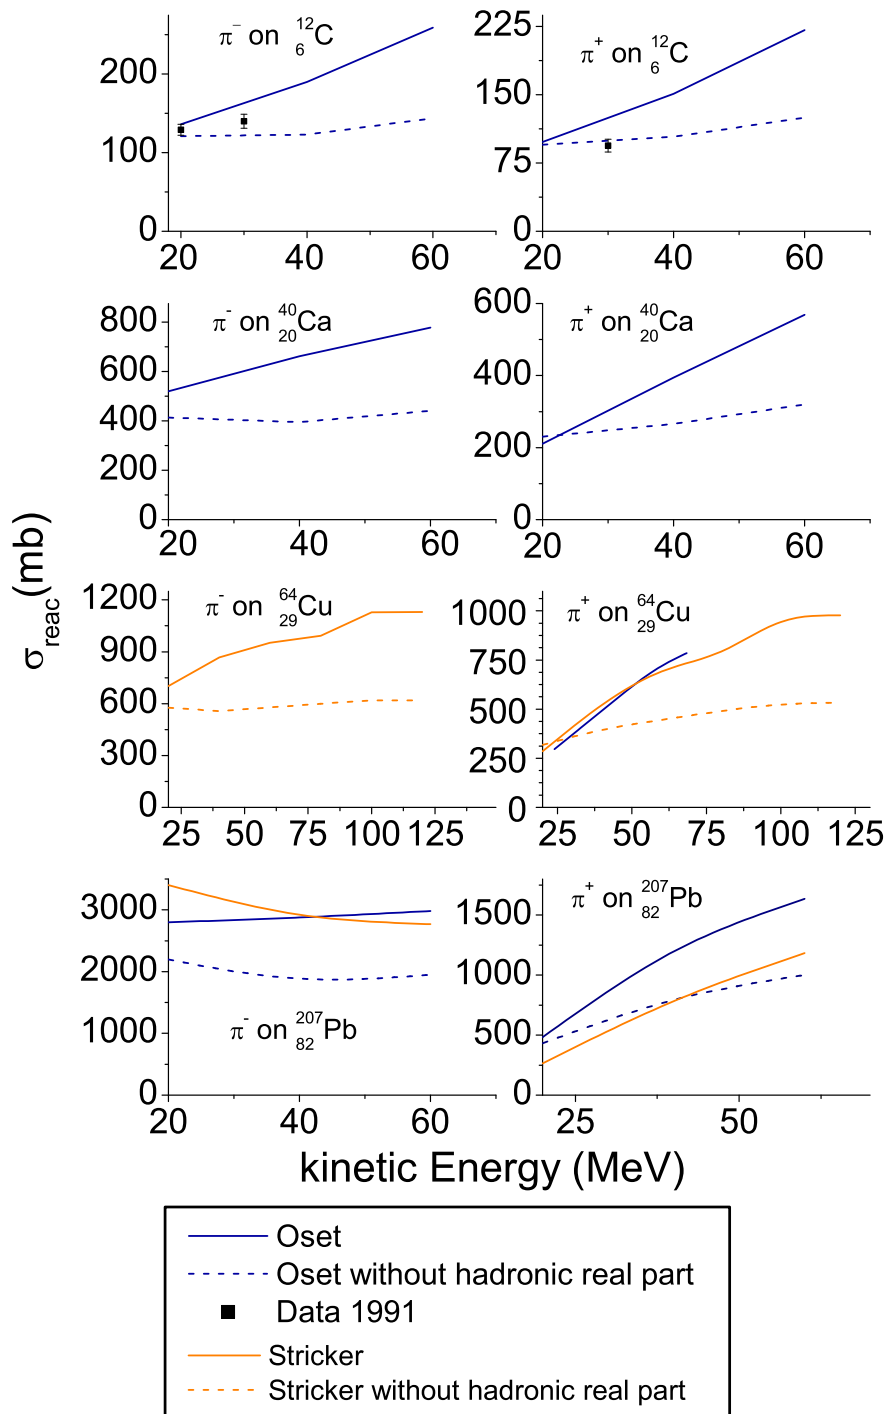 π⁻ on ¹²₆C
200
100
0
20 40 60
π⁺ on ¹²₆C
225
150
75
0
20 40 60
π⁻ on ⁴⁰₂₀Ca
800
600
400
200
0
20 40 60
π⁺ on ⁴⁰₂₀Ca
600
400
200
0
20 40 60
σreac(mb)
π⁻ on ⁶⁴₂₉Cu
1200
900
600
300
0
25 50 75 100 125
π⁺ on ⁶⁴₂₉Cu
1000
750
500
250
0
25 50 75 100 125
3000
2000
1000
0
π⁻ on ²⁰⁷₈₂Pb
20 40 60
π⁺ on ²⁰⁷₈₂Pb
1500
1000
500
0
25 50
kinetic Energy (MeV)
Oset
Oset without hadronic real part
Data 1991
Stricker
Stricker without hadronic real part